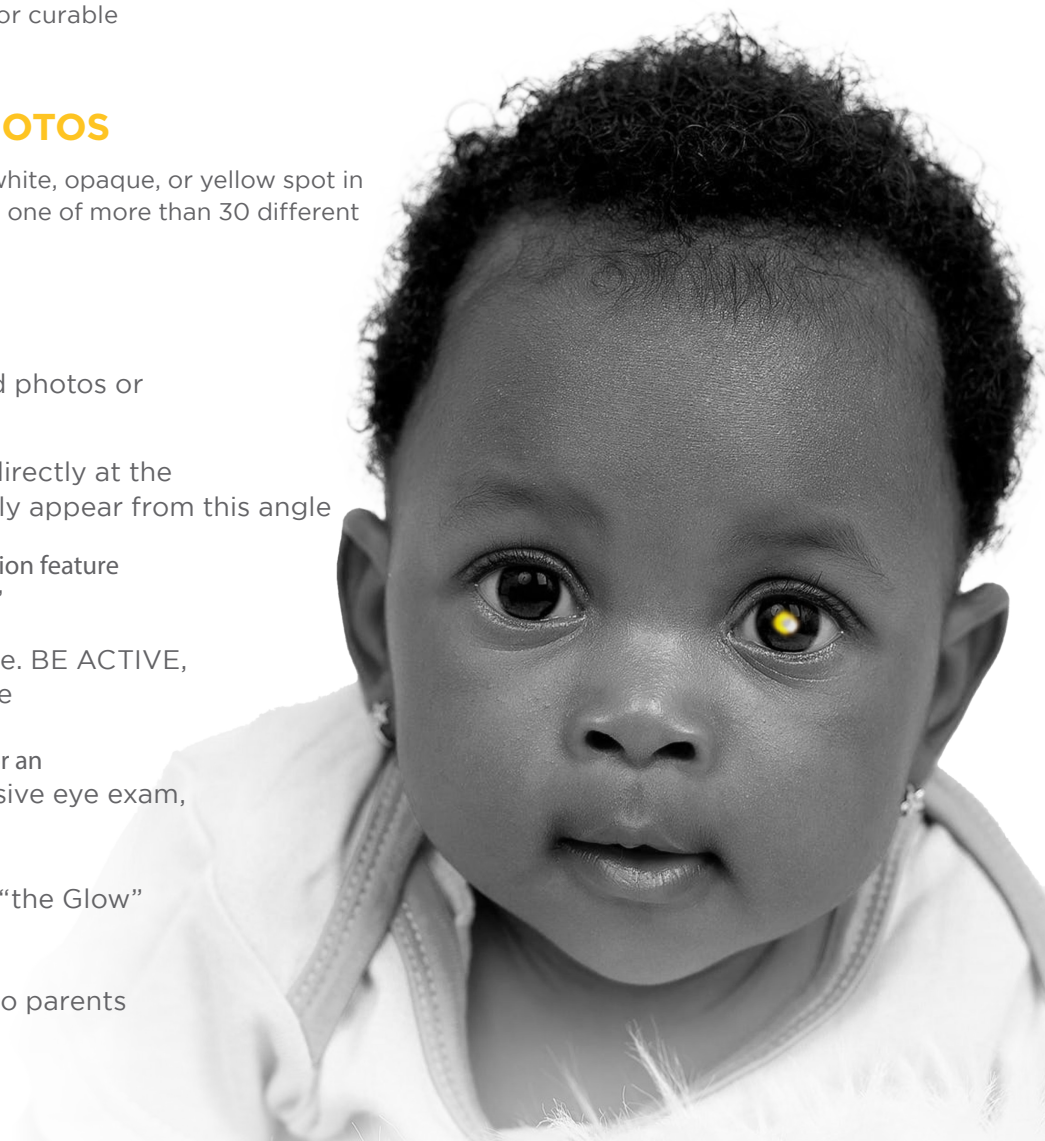 or curable
OTOS
white, opaque, or yellow spot in
one of more than 30 different
d photos or
directly at the
ly appear from this angle
ion feature
”
e. BE ACTIVE,
e
r an
sive eye exam,
“the Glow”
o parents